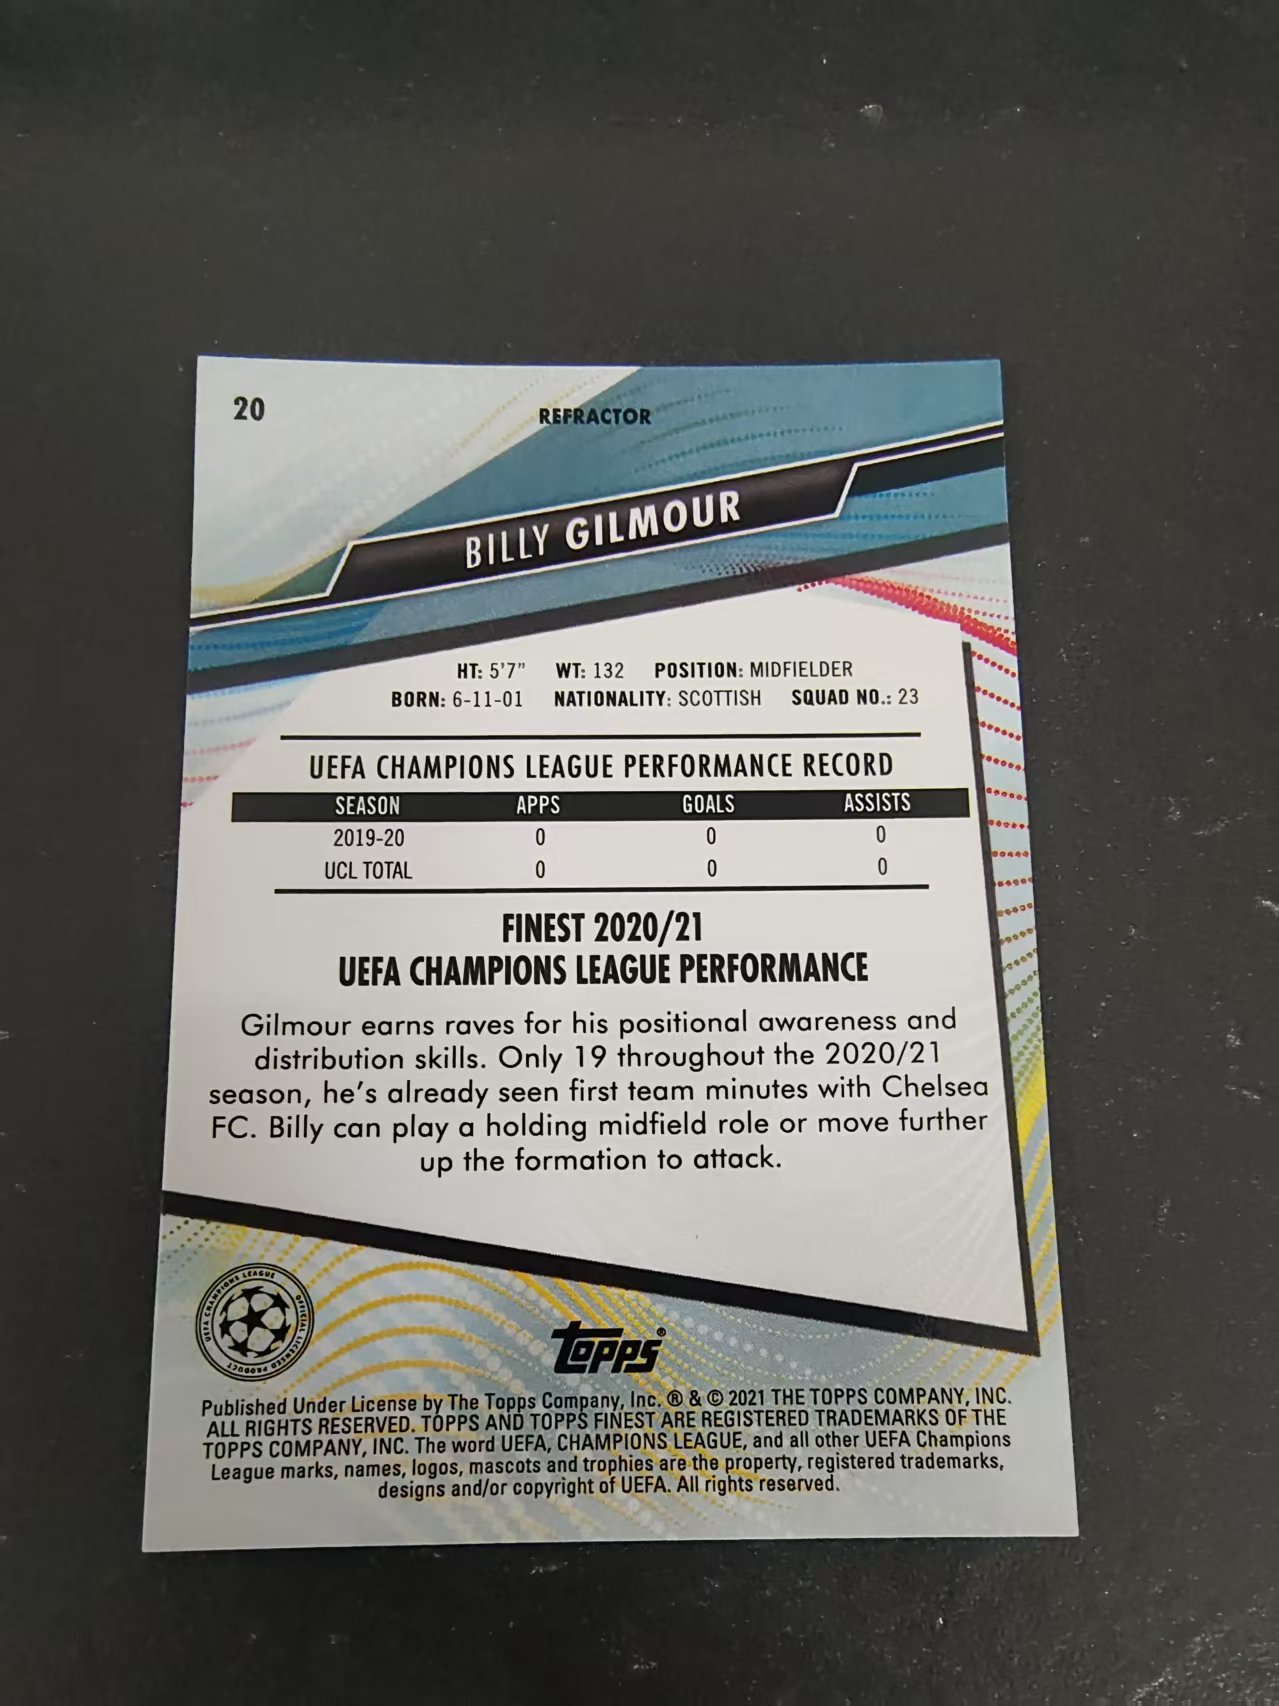 20
REFRACTOR
BILLY GILMOUR
HT: 5'7" WT: 132 POSITION: MIDFIELDER
BORN: 6-11-01 NATIONALITY: SCOTTISH SQUAD NO.: 23
UEFA CHAMPIONS LEAGUE PERFORMANCE RECORD
SEASON APPS GOALS ASSISTS
2019-20 0 0 0
UCL TOTAL 0 0 0
FINEST 2020/21
UEFA CHAMPIONS LEAGUE PERFORMANCE
Gilmour earns raves for his positional awareness and
distribution skills. Only 19 throughout the 2020/21
season, he's already seen first team minutes with Chelsea
FC. Billy can play a holding midfield role or move further
up the formation to attack.
UEFA CHAMPIONS LEAGUE OFFICIAL LICENSED PRODUCT
Topps®
Published Under License by The Topps Company, Inc. ® & © 2021 THE TOPPS COMPANY, INC.
ALL RIGHTS RESERVED. TOPPS AND TOPPS FINEST ARE REGISTERED TRADEMARKS OF THE
TOPPS COMPANY, INC. The word UEFA, CHAMPIONS LEAGUE, and all other UEFA Champions
League marks, names, logos, mascots and trophies are the property, registered trademarks,
designs and/or copyright of UEFA. All rights reserved.